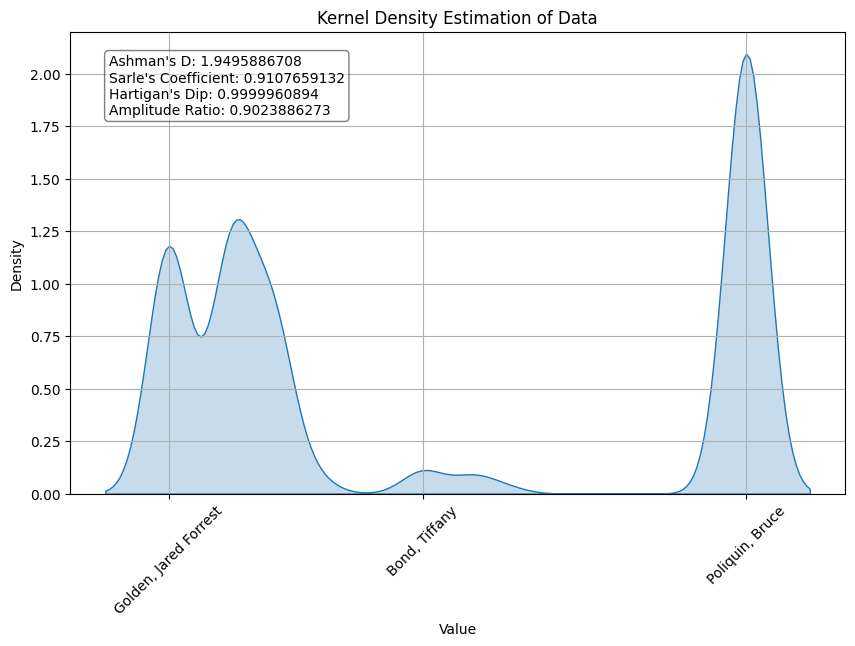 Kernel Density Estimation of Data
Ashman's D: 1.9495886708
Sarle's Coefficient: 0.9107659132
Hartigan's Dip: 0.9999960894
Amplitude Ratio: 0.9023886273
Density
2.00
1.75
1.50
1.25
1.00
0.75
0.50
0.25
0.00
Golden, Jared Forrest
Bond, Tiffany
Poliquin, Bruce
Value